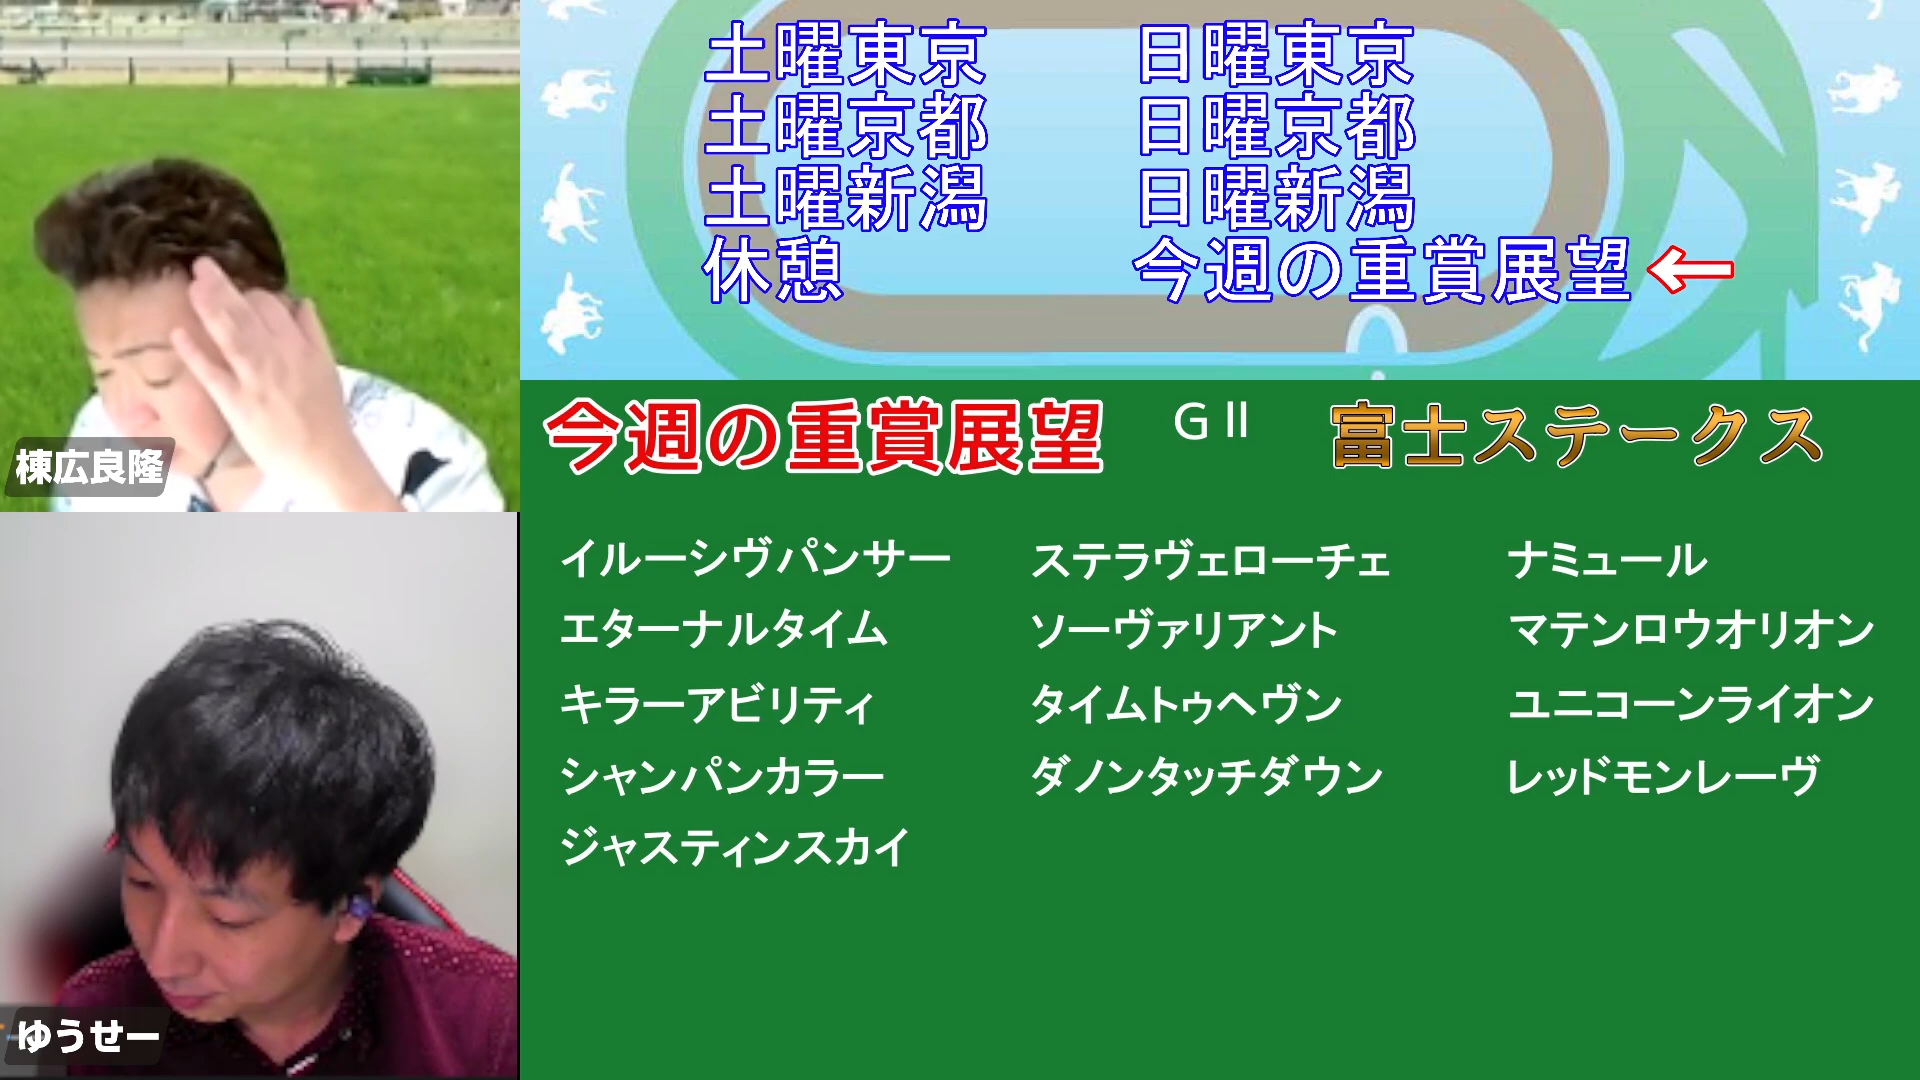 土曜東京 日曜東京
土曜京都 日曜京都
土曜新潟 日曜新潟
休憩 今週の重賞展望←
棟広良隆
今週の重賞展望 GⅡ 富士ステークス
イルーシヴパンサー ステラヴェローチェ ナミュール
エターナルタイム ソーヴァリアント マテンロウオリオン
キラーアビリティ タイムトゥヘヴン ユニコーンライオン
シャンパンカラー ダノンタッチダウン レッドモンレーヴ
ジャスティンスカイ
ゆうせー